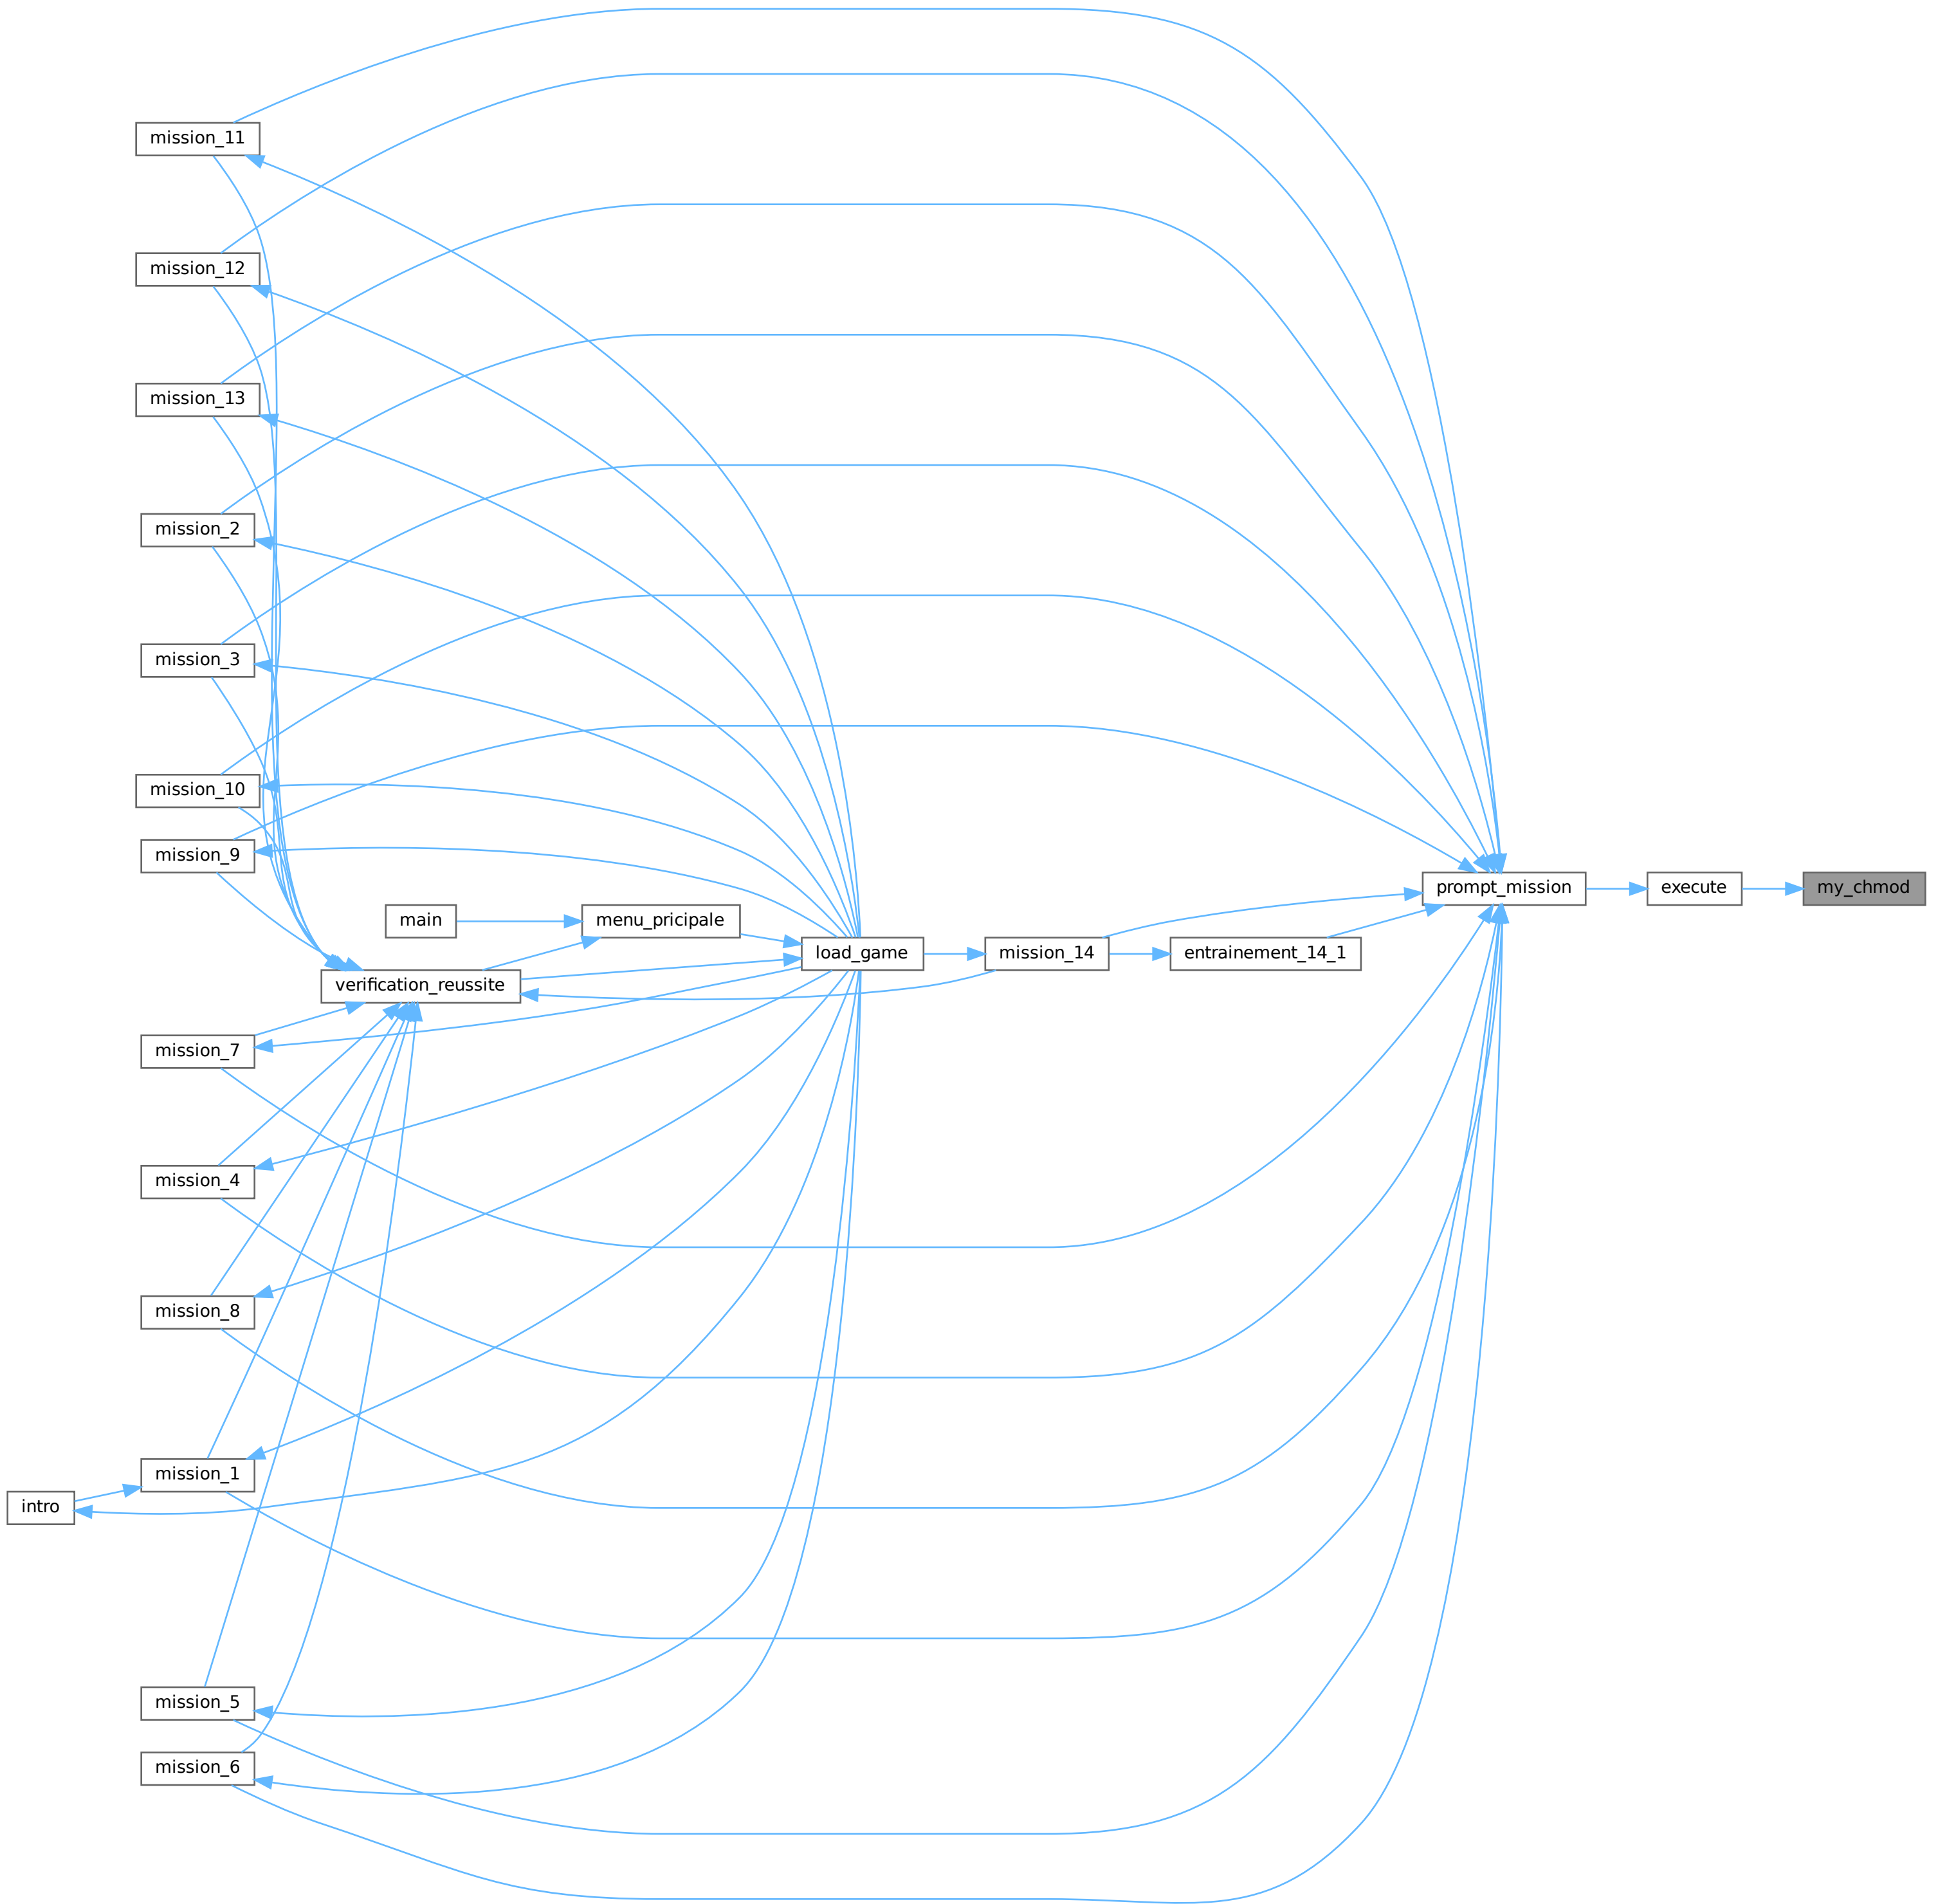 mission_11
mission_12
mission_13
mission_2
mission_3
mission_10
mission_9
prompt_mission
execute
my_chmod
main
menu_pricipale
load_game
mission_14
entrainement_14_1
verification_reussite
mission_7
mission_4
mission_8
mission_1
intro
mission_5
mission_6